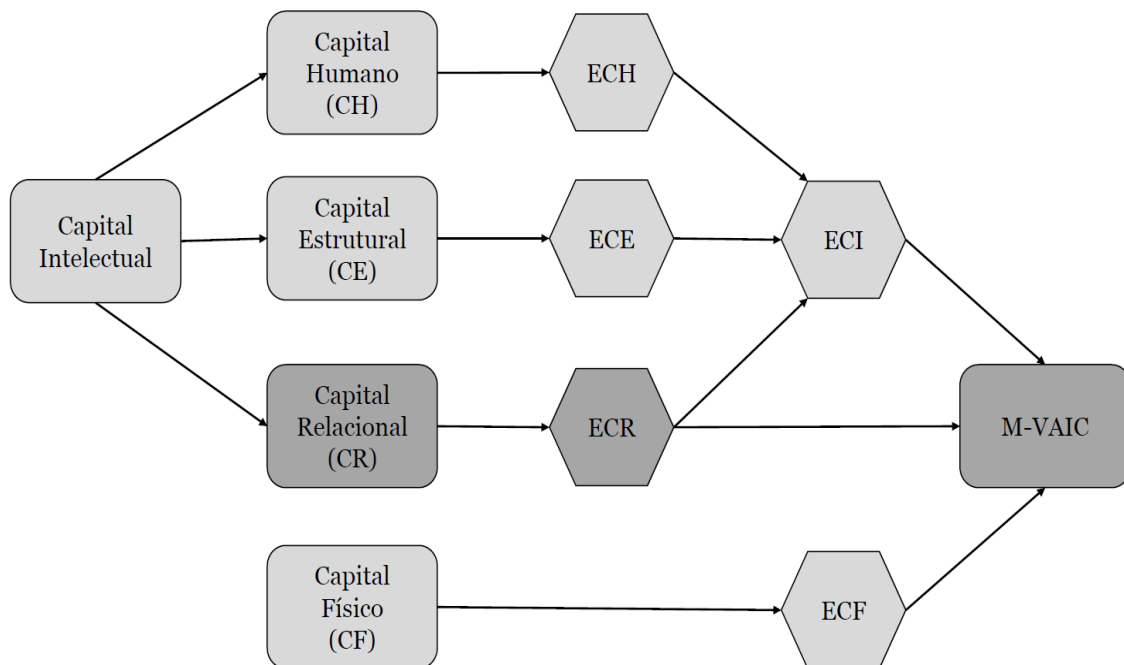 Capital
Humano
(CH)
ECH
Capital
Intelectual
Capital
Estrutural
(CE)
ECE
ECI
Capital
Relacional
(CR)
ECR
M-VAIC
Capital
Físico
(CF)
ECF